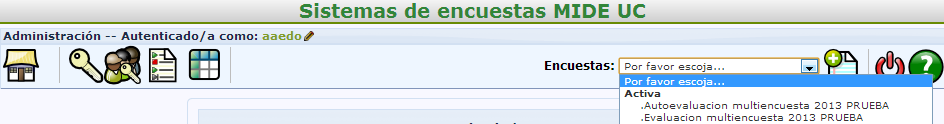 Sistemas de encuestas MIDE UC
Administración -- Autenticado/a como: aaedo
Encuestas: Por favor escoja...
Por favor escoja...
Activa
.Autoevaluacion multiencuesta 2013 PRUEBA
.Evaluacion multiencuesta 2013 PRUEBA